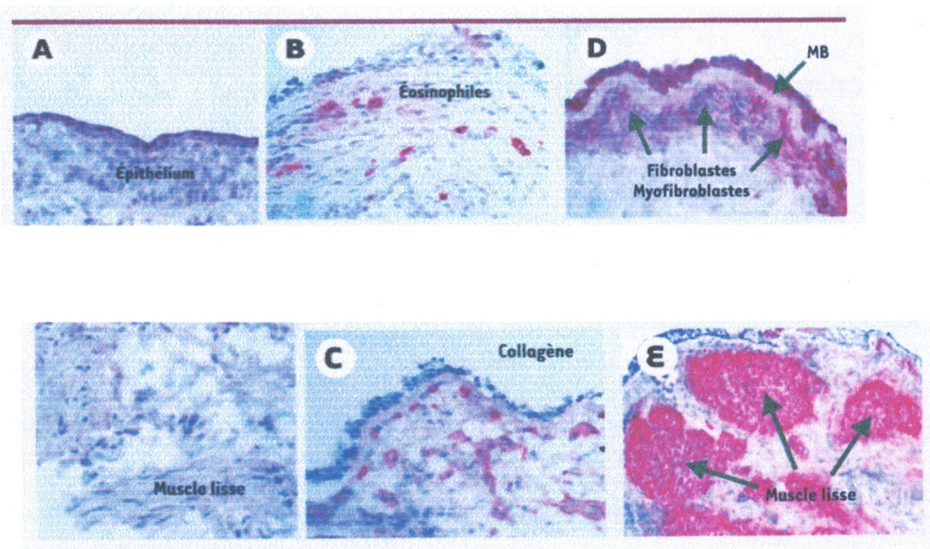 A
B
D
MB
Éosinophiles
Épithélium
Fibroblastes
Myofibroblastes
C
Collagène
E
Muscle lisse
Muscle lisse